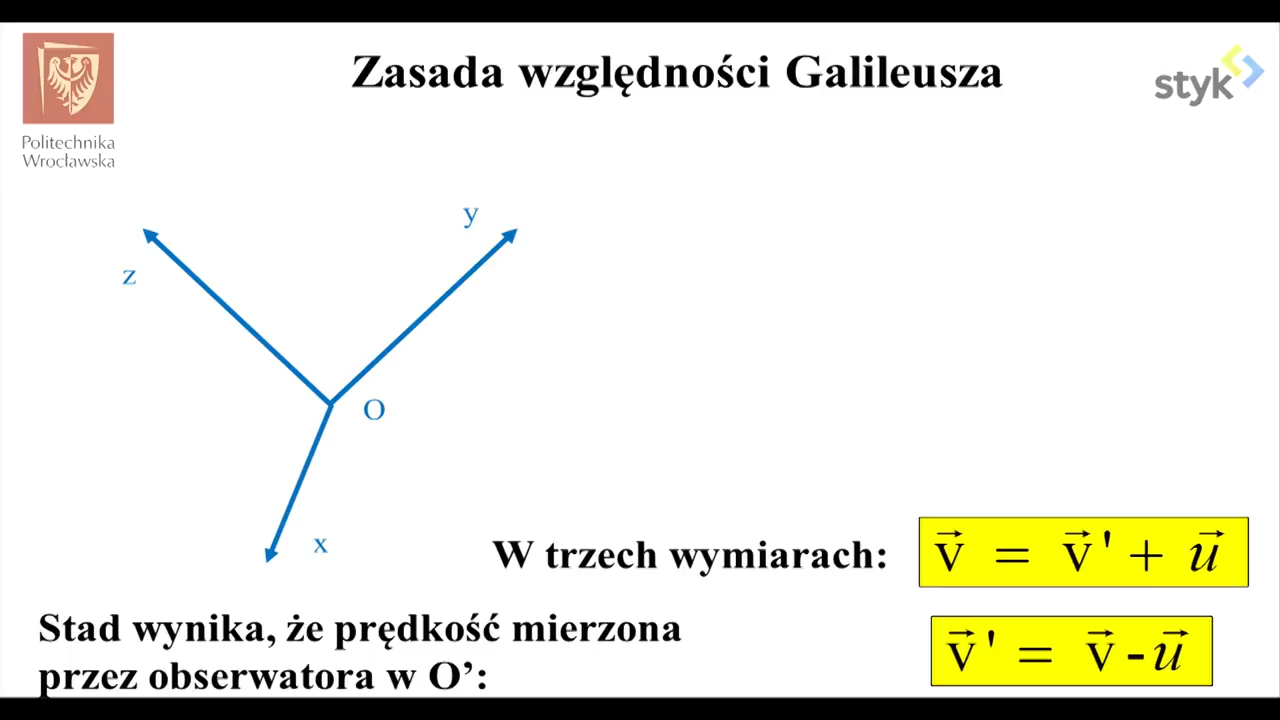 Politechnika
Wrocławska
Zasada względności Galileusza
styk
y
z
O
x
W trzech wymiarach:
v⃗ = v⃗ ' + u⃗
Stad wynika, że prędkość mierzona
przez obserwatora w O’:
v⃗ ' = v⃗ - u⃗